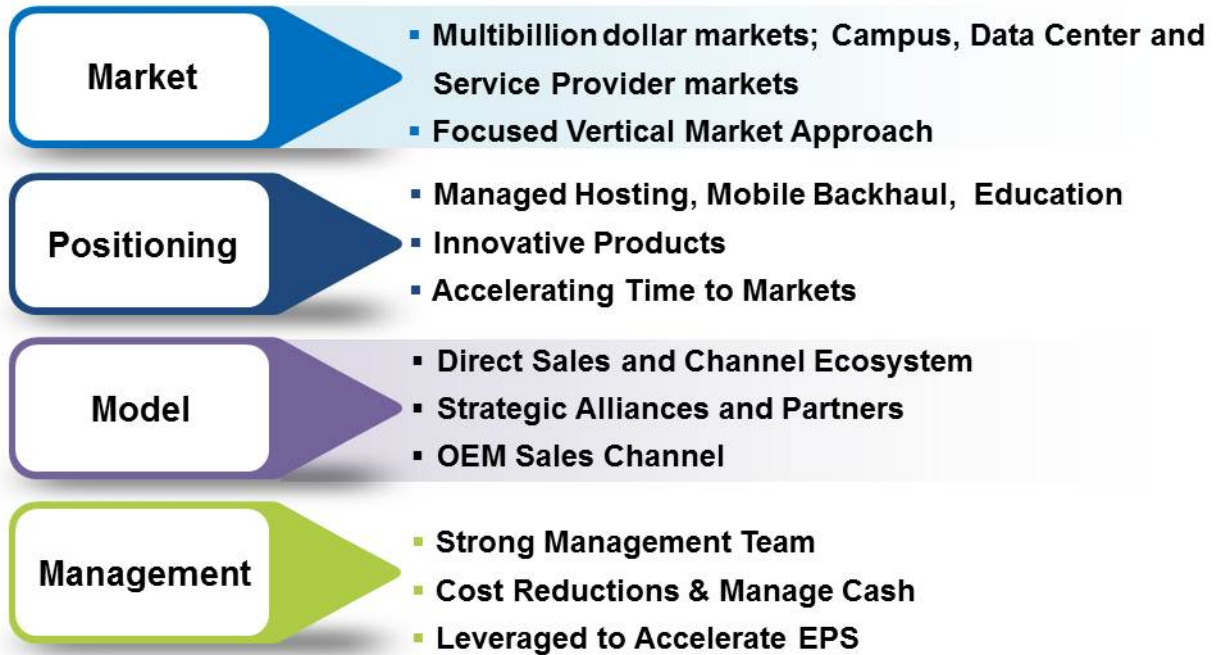 Market
▪ Multibillion dollar markets; Campus, Data Center and
Service Provider markets
▪ Focused Vertical Market Approach
Positioning
▪ Managed Hosting, Mobile Backhaul, Education
▪ Innovative Products
▪ Accelerating Time to Markets
Model
▪ Direct Sales and Channel Ecosystem
▪ Strategic Alliances and Partners
▪ OEM Sales Channel
Management
▪ Strong Management Team
▪ Cost Reductions & Manage Cash
▪ Leveraged to Accelerate EPS